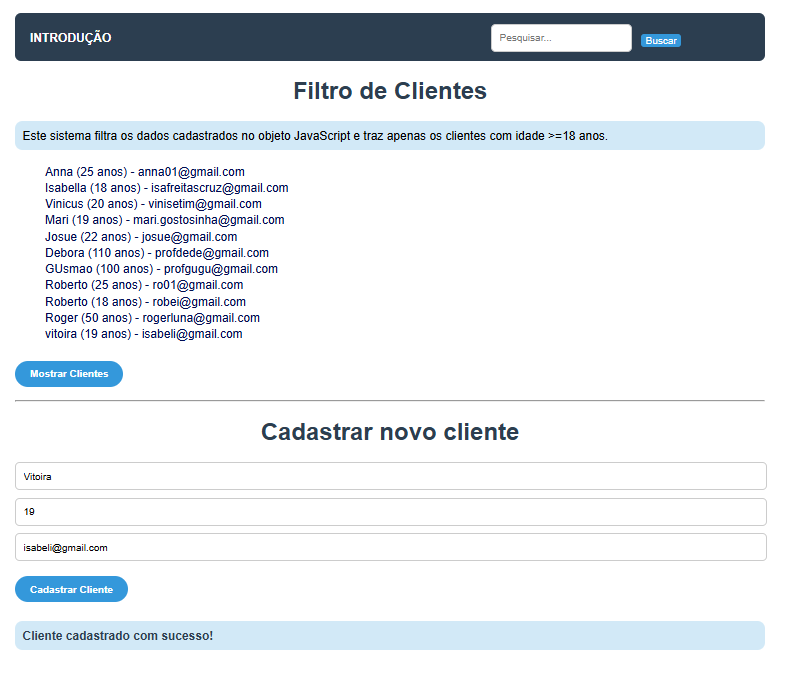 INTRODUÇÃO
Pesquisar...
Buscar
Filtro de Clientes
Este sistema filtra os dados cadastrados no objeto JavaScript e traz apenas os clientes com idade >=18 anos.
Anna (25 anos) - anna01@gmail.com
Isabella (18 anos) - isafreitascruz@gmail.com
Vinicus (20 anos) - vinisetim@gmail.com
Mari (19 anos) - mari.gostosinha@gmail.com
Josue (22 anos) - josue@gmail.com
Debora (110 anos) - profdede@gmail.com
GUsmao (100 anos) - profgugu@gmail.com
Roberto (25 anos) - ro01@gmail.com
Roberto (18 anos) - robei@gmail.com
Roger (50 anos) - rogerluna@gmail.com
vitoira (19 anos) - isabeli@gmail.com
Mostrar Clientes
Cadastrar novo cliente
Vitoira
19
isabeli@gmail.com
Cadastrar Cliente
Cliente cadastrado com sucesso!